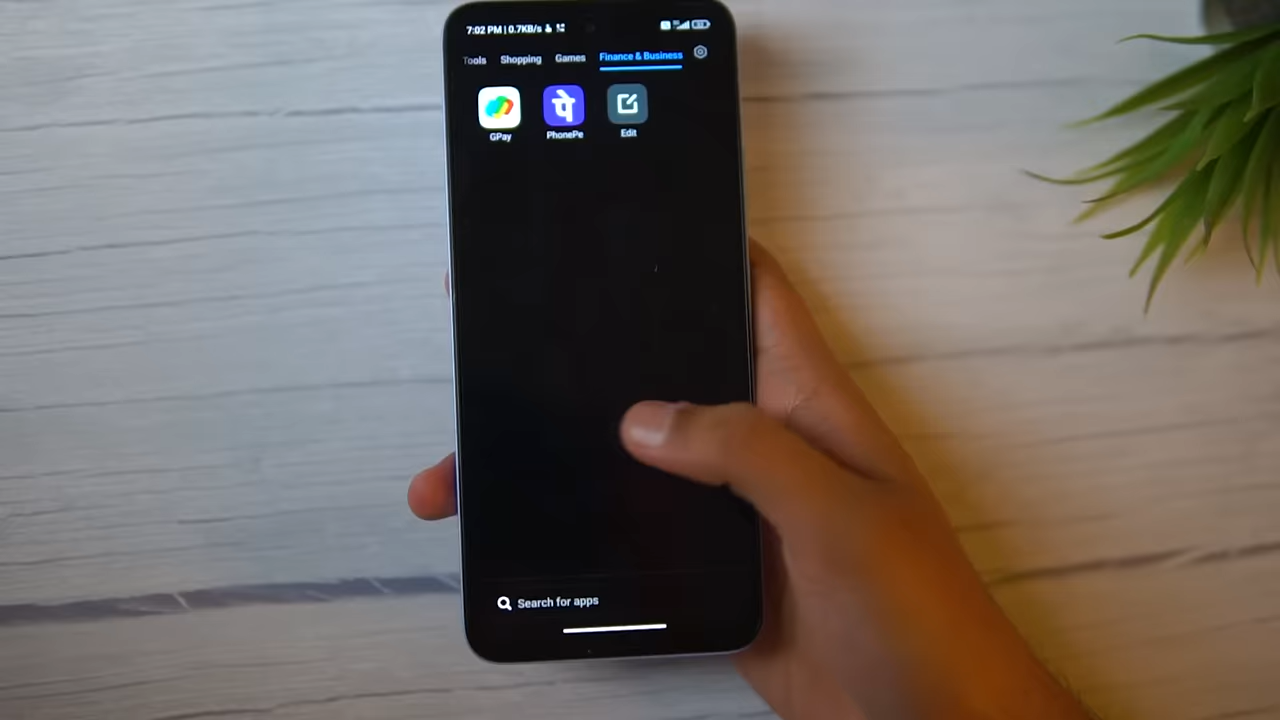 7:02 PM | 0.7KB/s
Tools Shopping Games Finance & Business
पे
GPay PhonePe Edit
Search for apps